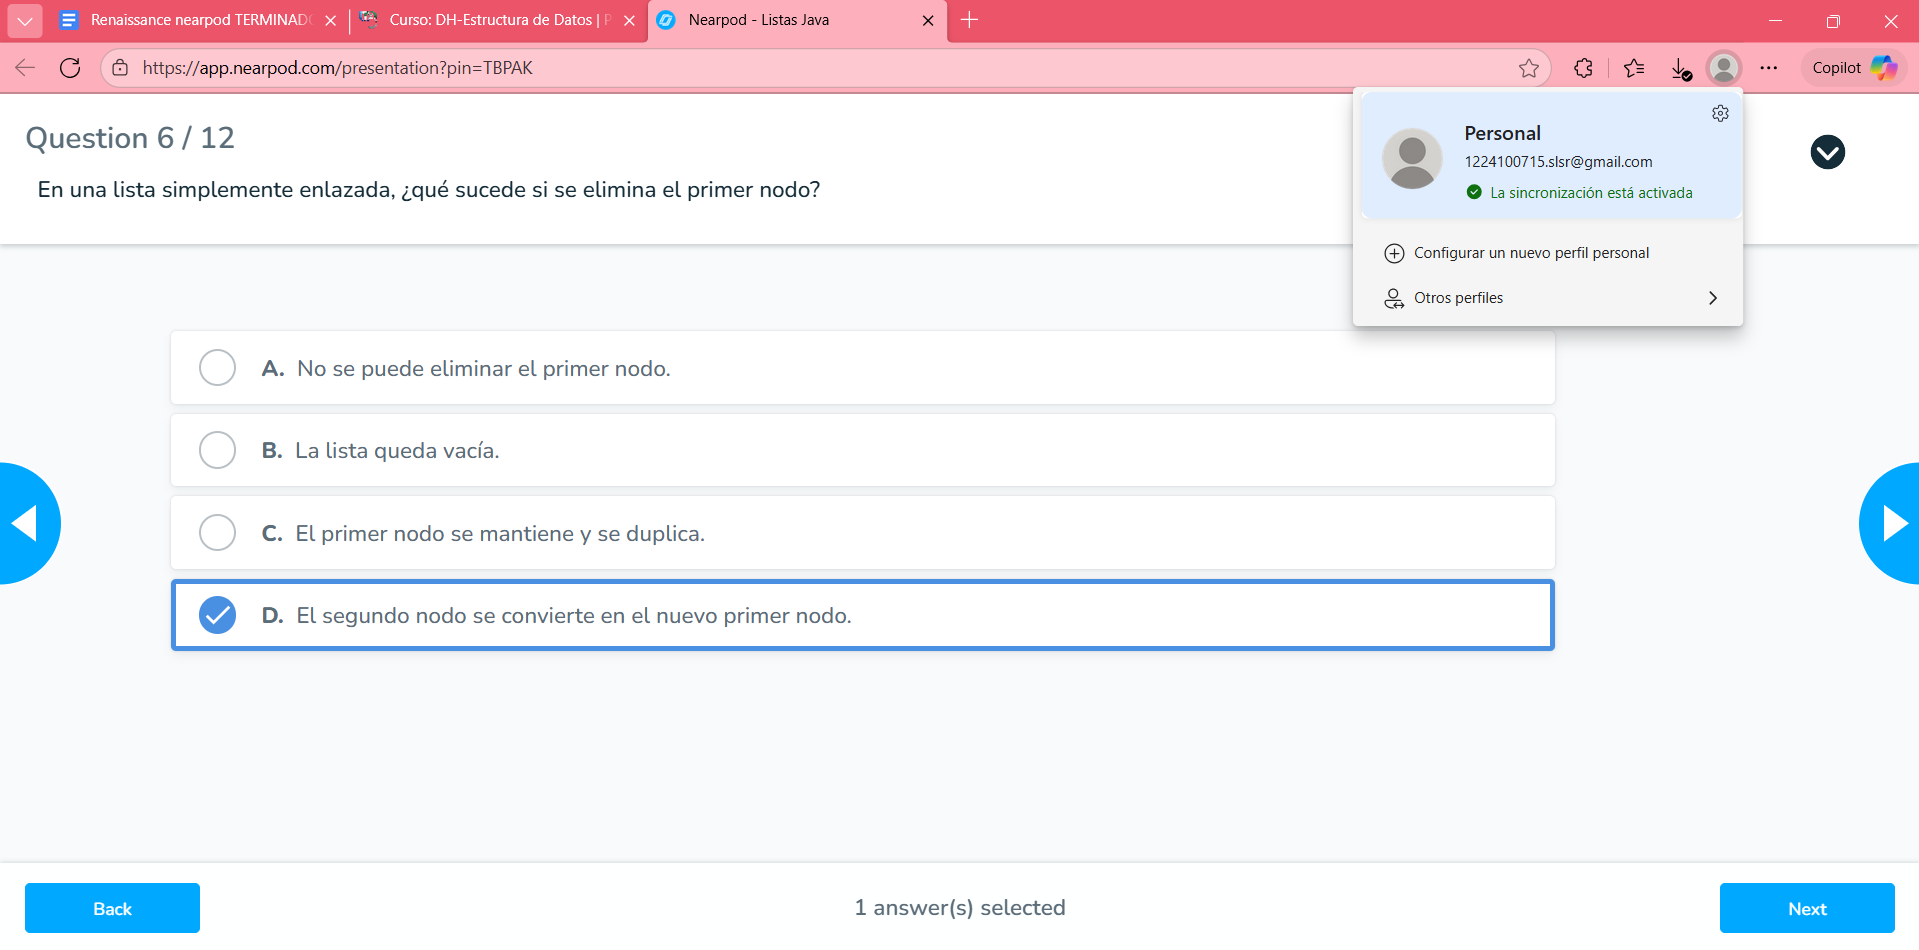 Renaissance nearpod TERMINADO
Curso: DH-Estructura de Datos | P
Nearpod - Listas Java
https://app.nearpod.com/presentation?pin=TBPAK
Copilot
Question 6 / 12
En una lista simplemente enlazada, ¿qué sucede si se elimina el primer nodo?
Personal
1224100715.slsr@gmail.com
La sincronización está activada
Configurar un nuevo perfil personal
Otros perfiles
A. No se puede eliminar el primer nodo.
B. La lista queda vacía.
C. El primer nodo se mantiene y se duplica.
D. El segundo nodo se convierte en el nuevo primer nodo.
Back
1 answer(s) selected
Next